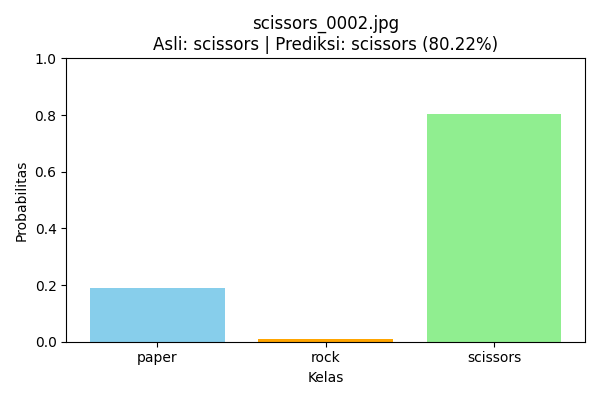 scissors_0002.jpg
Asli: scissors | Prediksi: scissors (80.22%)
1.0
0.8
0.6
0.4
0.2
0.0
Probabilitas
paper rock scissors
Kelas